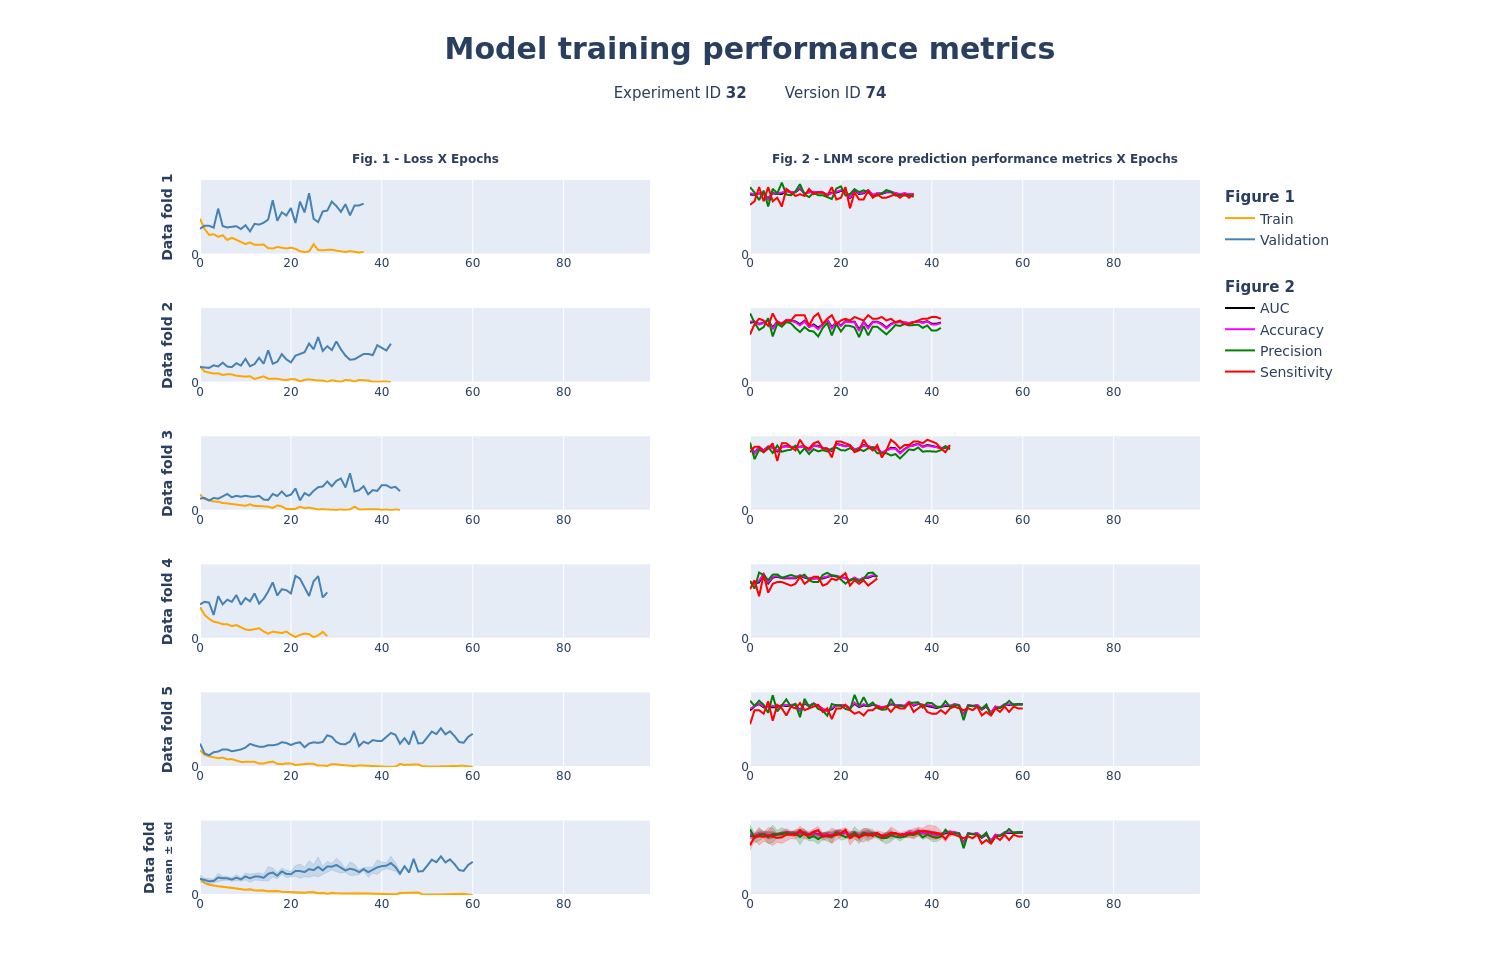 Model training performance metrics
Experiment ID 32 Version ID 74
Fig. 1 - Loss X Epochs
Fig. 2 - LNM score prediction performance metrics X Epochs
Data fold 1
0
0 20 40 60 80
0
0 20 40 60 80
Figure 1
Train
Validation
Figure 2
AUC
Accuracy
Precision
Sensitivity
Data fold 2
0
0 20 40 60 80
0
0 20 40 60 80
Data fold 3
0
0 20 40 60 80
0
0 20 40 60 80
Data fold 4
0
0 20 40 60 80
0
0 20 40 60 80
Data fold 5
0
0 20 40 60 80
0
0 20 40 60 80
Data fold
mean ± std
0
0 20 40 60 80
0
0 20 40 60 80